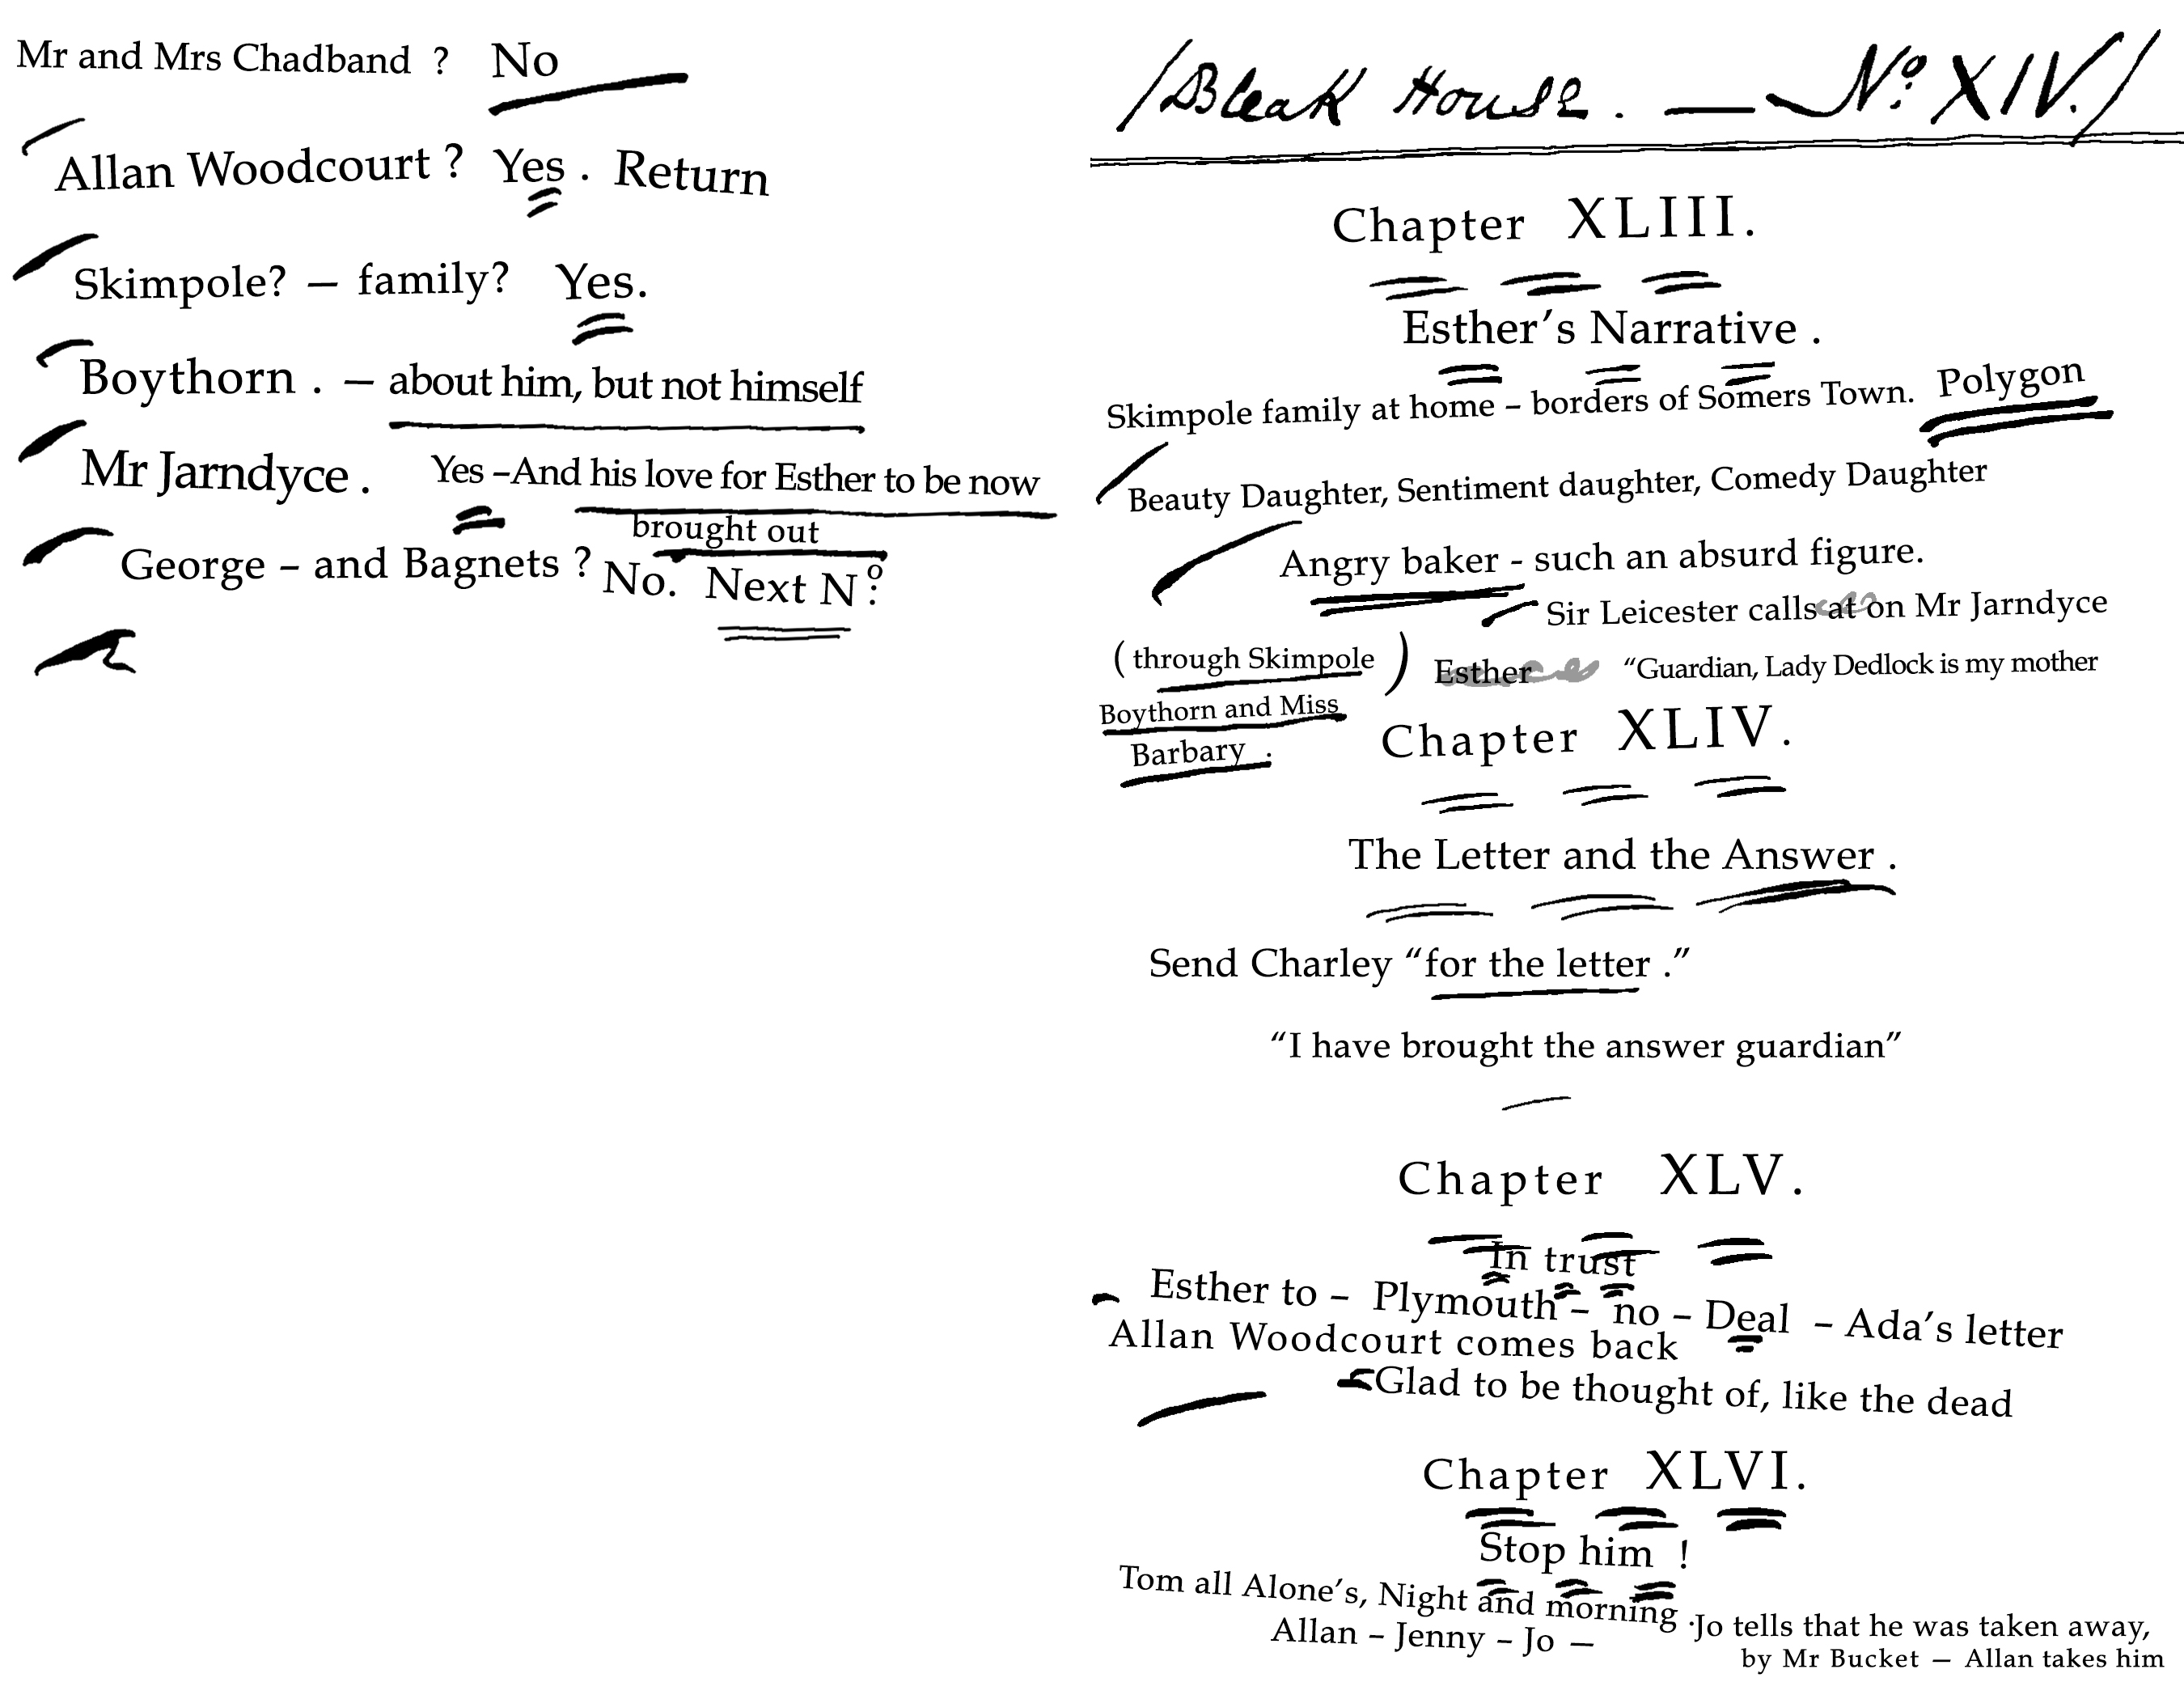 Mr and Mrs Chadband ? No
Allan Woodcourt ? Yes . Return
Skimpole? — family? Yes.
Boythorn . — about him, but not himself
Mr Jarndyce . Yes –And his love for Esther to be now
brought out
George – and Bagnets ? No. Next Nº
/Bleak House. — Nº XIV./
Chapter XLIII.
Esther's Narrative .
Skimpole family at home – borders of Somers Town. Polygon
Beauty Daughter, Sentiment daughter, Comedy Daughter
Angry baker - such an absurd figure.
Sir Leicester calls at on Mr Jarndyce
( through Skimpole ) Esther “Guardian, Lady Dedlock is my mother
Boythorn and Miss
Barbary .
Chapter XLIV.
The Letter and the Answer .
Send Charley “for the letter .”
“I have brought the answer guardian”
Chapter XLV.
In trust
Esther to – Plymouth – no – Deal – Ada's letter
Allan Woodcourt comes back
Glad to be thought of, like the dead
Chapter XLVI.
Stop him !
Tom all Alone's, Night and morning .
Allan – Jenny – Jo —
Jo tells that he was taken away,
by Mr Bucket — Allan takes him